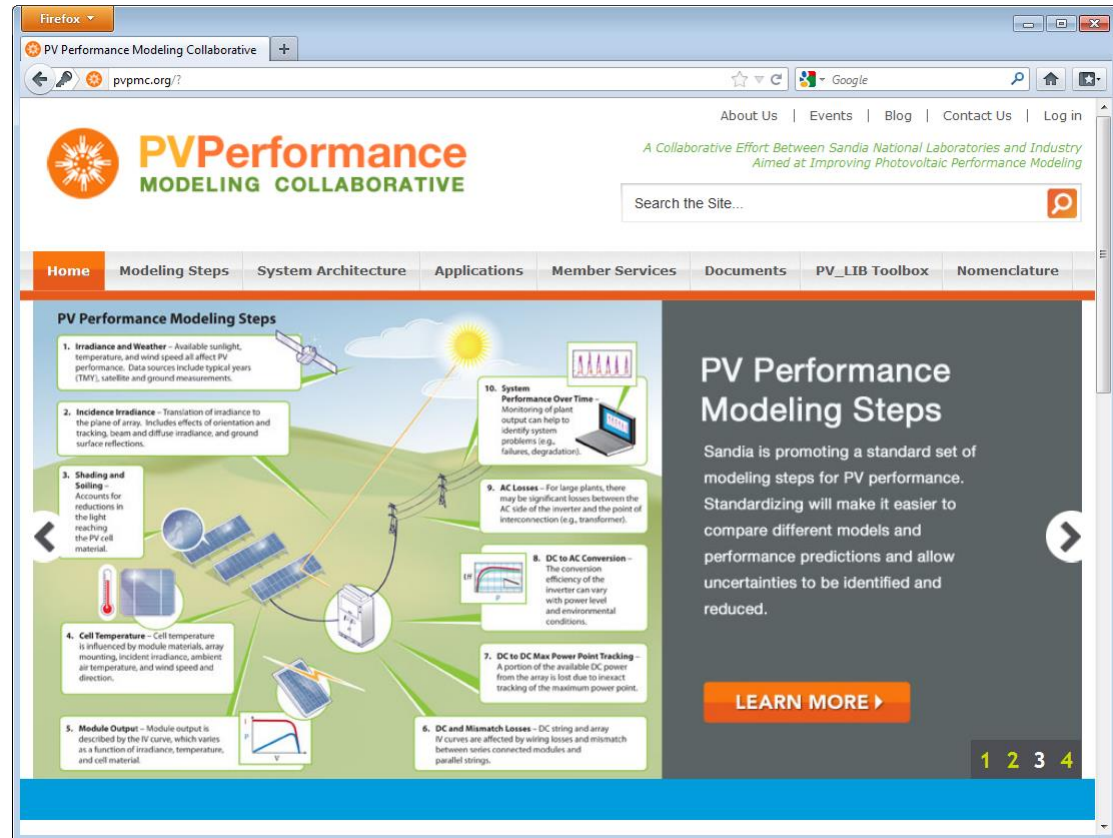 Firefox
PV Performance Modeling Collaborative
pvpmc.org/?
Google
About Us | Events | Blog | Contact Us | Log in
PVPerformance
MODELING COLLABORATIVE
A Collaborative Effort Between Sandia National Laboratories and Industry
Aimed at Improving Photovoltaic Performance Modeling
Search the Site...
Home
Modeling Steps
System Architecture
Applications
Member Services
Documents
PV_LIB Toolbox
Nomenclature
PV Performance Modeling Steps
1. Irradiance and Weather – Available sunlight,
temperature, and wind speed all affect PV
performance. Data sources include typical years
(TMY), satellite and ground measurements.
2. Incidence Irradiance – Translation of irradiance to
the plane of array. Includes effects of orientation and
tracking, beam and diffuse irradiance, and ground
surface reflections.
3. Shading and
Soiling –
Accounts for
reductions in
the light
reaching
the PV cell
material.
4. Cell Temperature – Cell temperature
is influenced by module materials, array
mounting, incident irradiance, ambient
air temperature, and wind speed and
direction.
5. Module Output – Module output is
described by the IV curve, which varies
as a function of irradiance, temperature,
and cell material.
I
P
V
6. DC and Mismatch Losses – DC string and array
IV curves are affected by wiring losses and mismatch
between series connected modules and
parallel strings.
7. DC to DC Max Power Point Tracking –
A portion of the available DC power
from the array is lost due to inexact
tracking of the maximum power point.
8. DC to AC Conversion –
The conversion
efficiency of the
inverter can vary
with power level
and environmental
conditions.
Eff
P
9. AC Losses – For large plants, there
may be significant losses between the
AC side of the inverter and the point of
interconnection (e.g., transformer).
10. System
Performance Over Time –
Monitoring of plant
output can help to
identify system
problems (e.g.,
failures, degradation).
PV Performance
Modeling Steps
Sandia is promoting a standard set of
modeling steps for PV performance.
Standardizing will make it easier to
compare different models and
performance predictions and allow
uncertainties to be identified and
reduced.
LEARN MORE
1 2 3 4